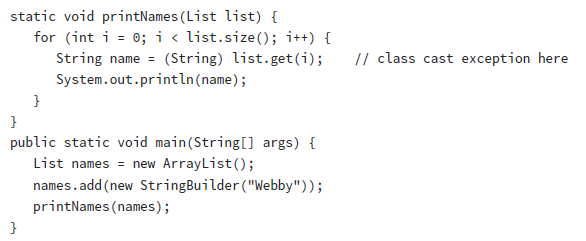 static void printNames(List list) {
   for (int i = 0; i < list.size(); i++) {
      String name = (String) list.get(i);    // class cast exception here
      System.out.println(name);
   }
}
public static void main(String[] args) {
   List names = new ArrayList();
   names.add(new StringBuilder("Webby"));
   printNames(names);
}